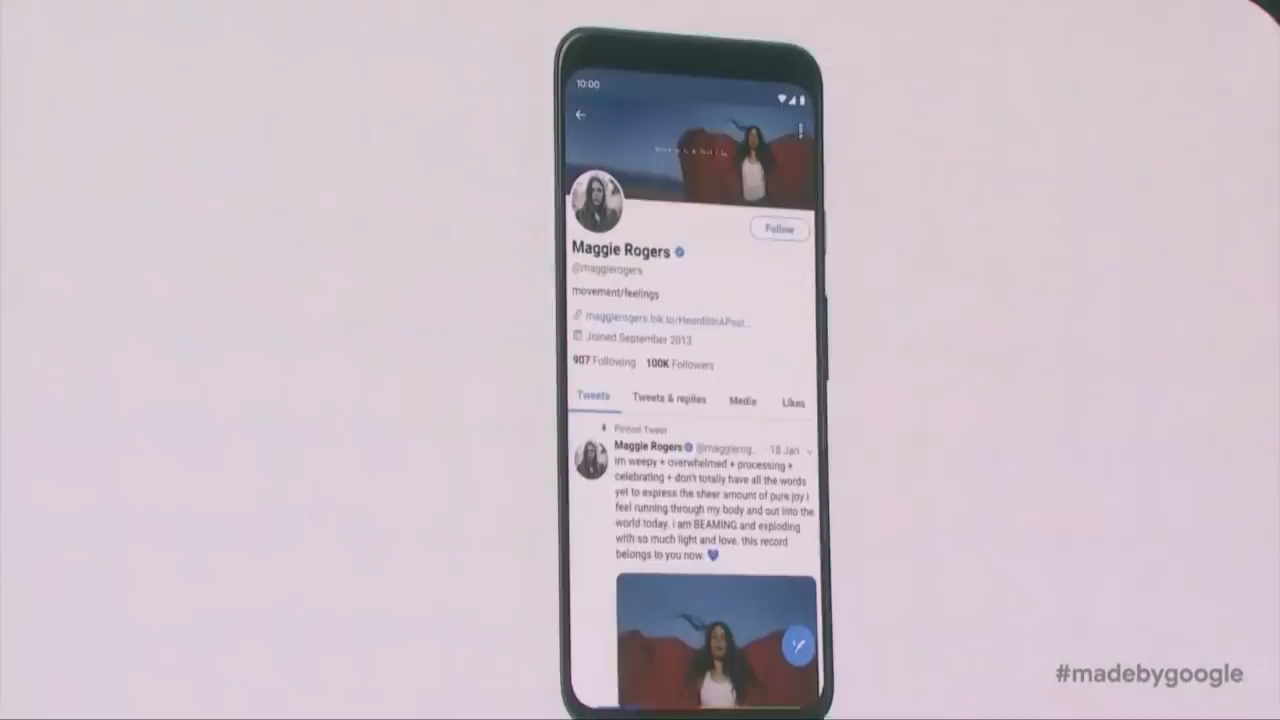 10:00
Follow
Maggie Rogers
@maggierogers
movement/feelings
maggierogers.lnk.to/HeardItInAPast...
Joined September 2013
907 Following 100K Followers
Tweets Tweets & replies Media Likes
Pinned Tweet
Maggie Rogers @maggierog... · 18 Jan
im weepy + overwhelmed + processing +
celebrating + don't totally have all the words
yet to express the sheer amount of pure joy i
feel running through my body and out into the
world today. i am BEAMING and exploding
with so much light and love. this record
belongs to you now. 💙
#madebygoogle